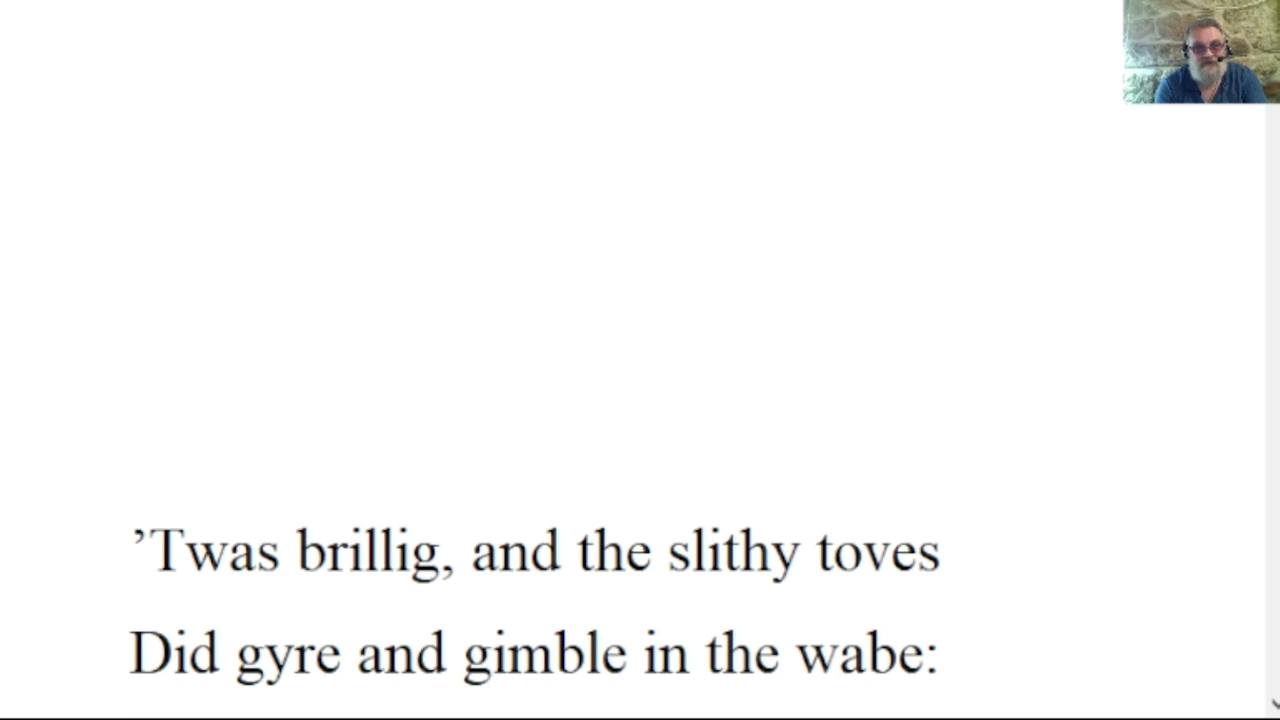 ’Twas brillig, and the slithy toves
Did gyre and gimble in the wabe: